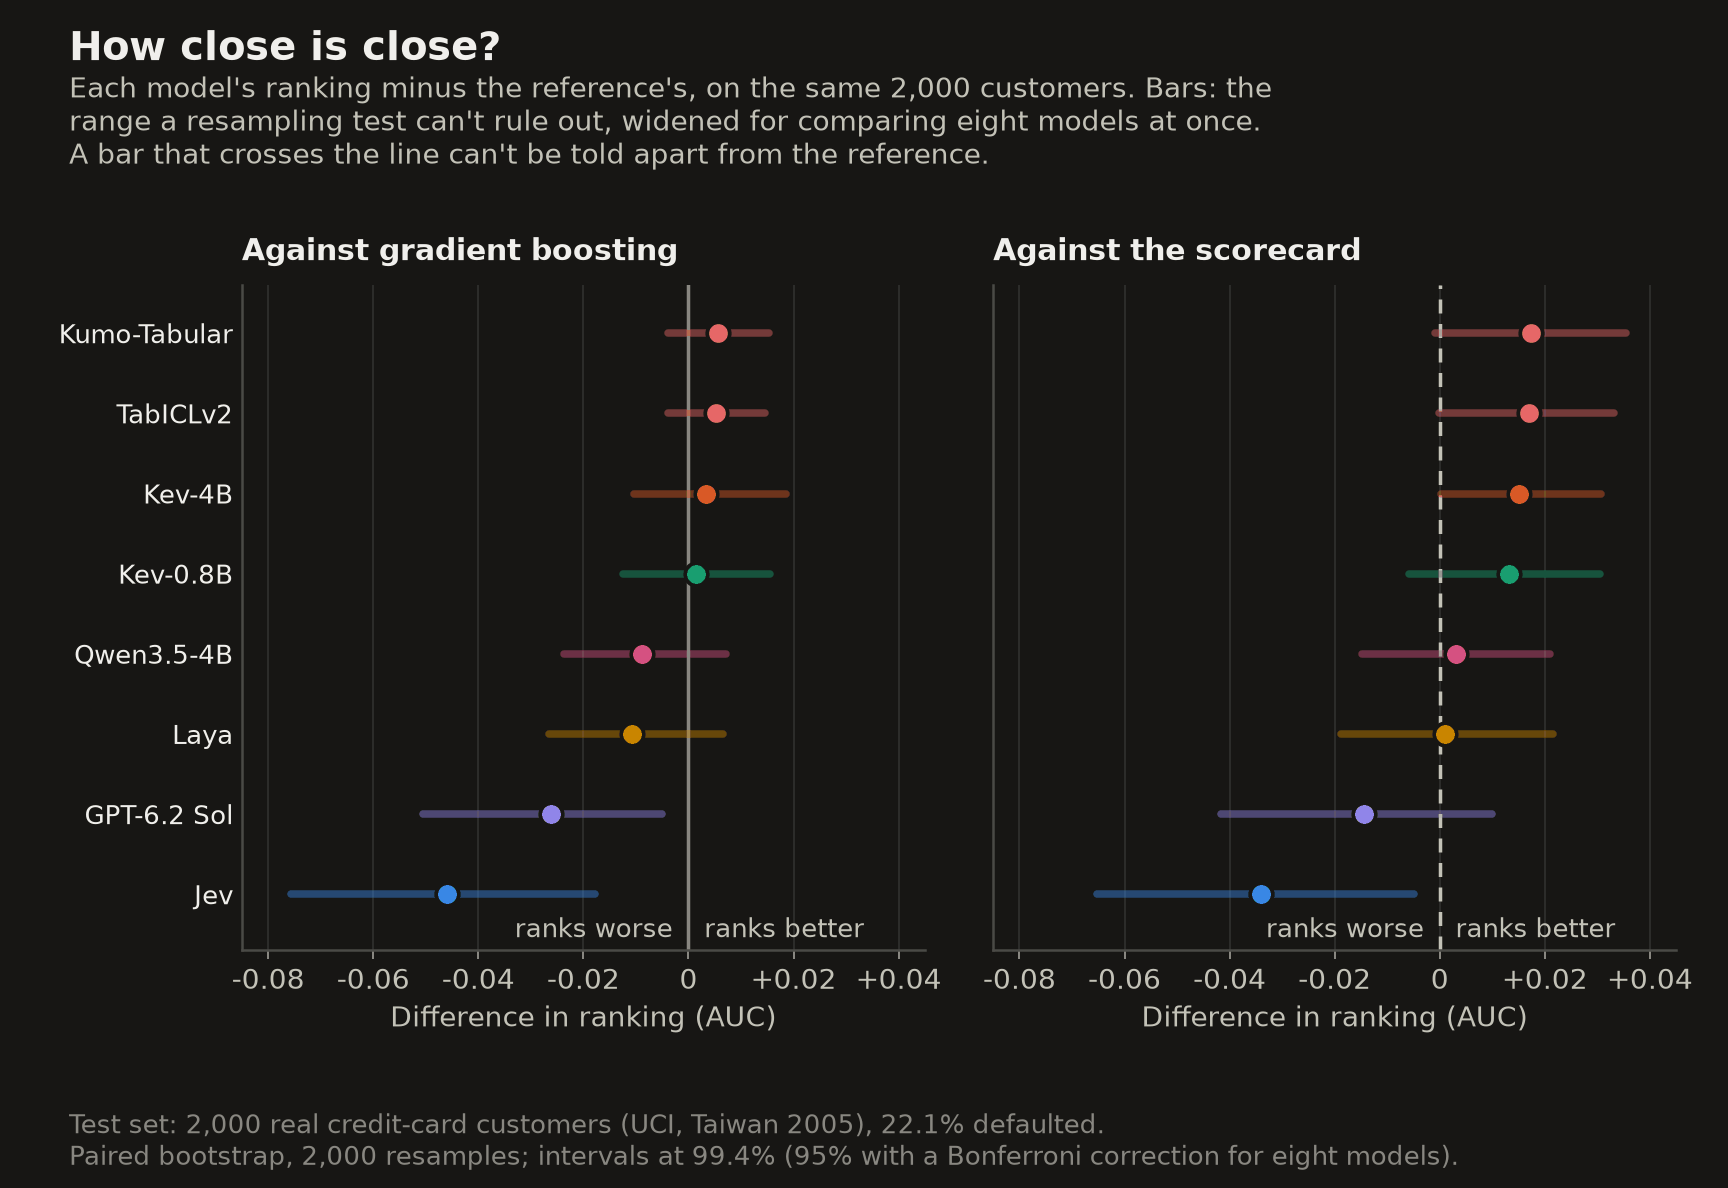 How close is close?
Each model's ranking minus the reference's, on the same 2,000 customers. Bars: the
range a resampling test can't rule out, widened for comparing eight models at once.
A bar that crosses the line can't be told apart from the reference.
Against gradient boosting
Against the scorecard
Kumo-Tabular
TabICLv2
Kev-4B
Kev-0.8B
Qwen3.5-4B
Laya
GPT-6.2 Sol
Jev
ranks worse
ranks better
ranks worse
ranks better
-0.08 -0.06 -0.04 -0.02 0 +0.02 +0.04
-0.08 -0.06 -0.04 -0.02 0 +0.02 +0.04
Difference in ranking (AUC)
Difference in ranking (AUC)
Test set: 2,000 real credit-card customers (UCI, Taiwan 2005), 22.1% defaulted.
Paired bootstrap, 2,000 resamples; intervals at 99.4% (95% with a Bonferroni correction for eight models).